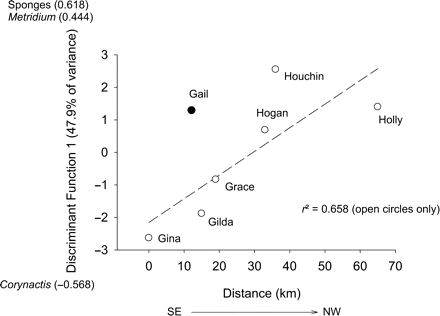 Sponges (0.618)
Metridium (0.444)
Discriminant Function 1 (47.9% of variance)
3
2
1
0
−1
−2
−3
Houchin
Gail
Holly
Hogan
Grace
r² = 0.658 (open circles only)
Gilda
Gina
Corynactis (−0.568)
0 10 20 30 40 50 60 70
Distance (km)
SE NW